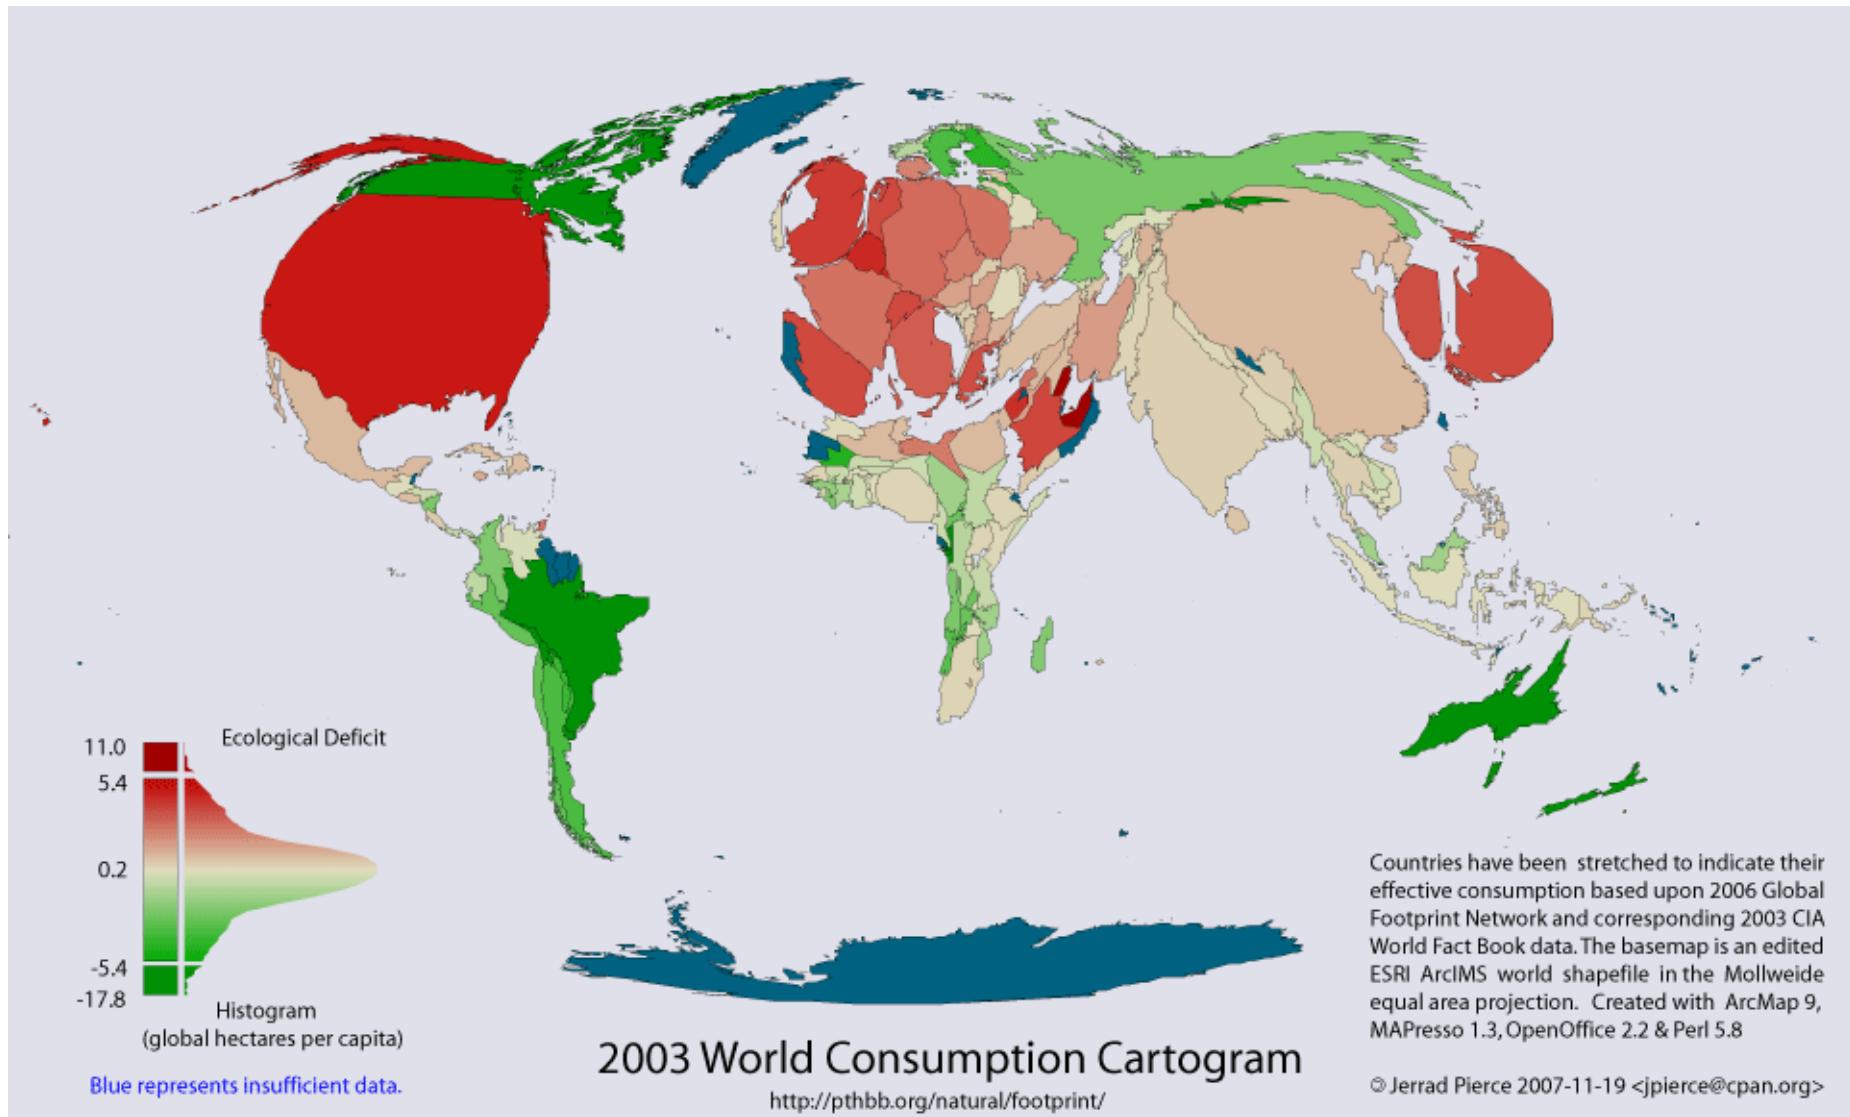 Ecological Deficit
11.0
5.4
0.2
-5.4
-17.8
Histogram
(global hectares per capita)
Blue represents insufficient data.
2003 World Consumption Cartogram
http://pthbb.org/natural/footprint/
Countries have been stretched to indicate their
effective consumption based upon 2006 Global
Footprint Network and corresponding 2003 CIA
World Fact Book data. The basemap is an edited
ESRI ArcIMS world shapefile in the Mollweide
equal area projection. Created with ArcMap 9,
MAPresso 1.3, OpenOffice 2.2 & Perl 5.8
© Jerrad Pierce 2007-11-19 <jpierce@cpan.org>